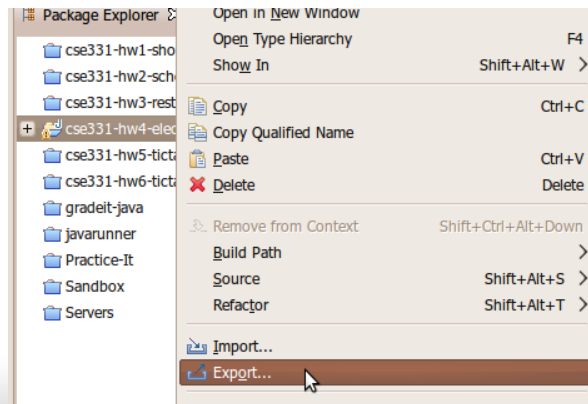 Package Explorer
cse331-hw1-sho
cse331-hw2-sch
cse331-hw3-rest
cse331-hw4-elec
cse331-hw5-ticta
cse331-hw6-ticta
gradeit-java
javarunner
Practice-It
Sandbox
Servers
Open in New Window
Open Type Hierarchy F4
Show In Shift+Alt+W
Copy Ctrl+C
Copy Qualified Name
Paste Ctrl+V
Delete Delete
Remove from Context Shift+Ctrl+Alt+Down
Build Path
Source Shift+Alt+S
Refactor Shift+Alt+T
Import...
Export...